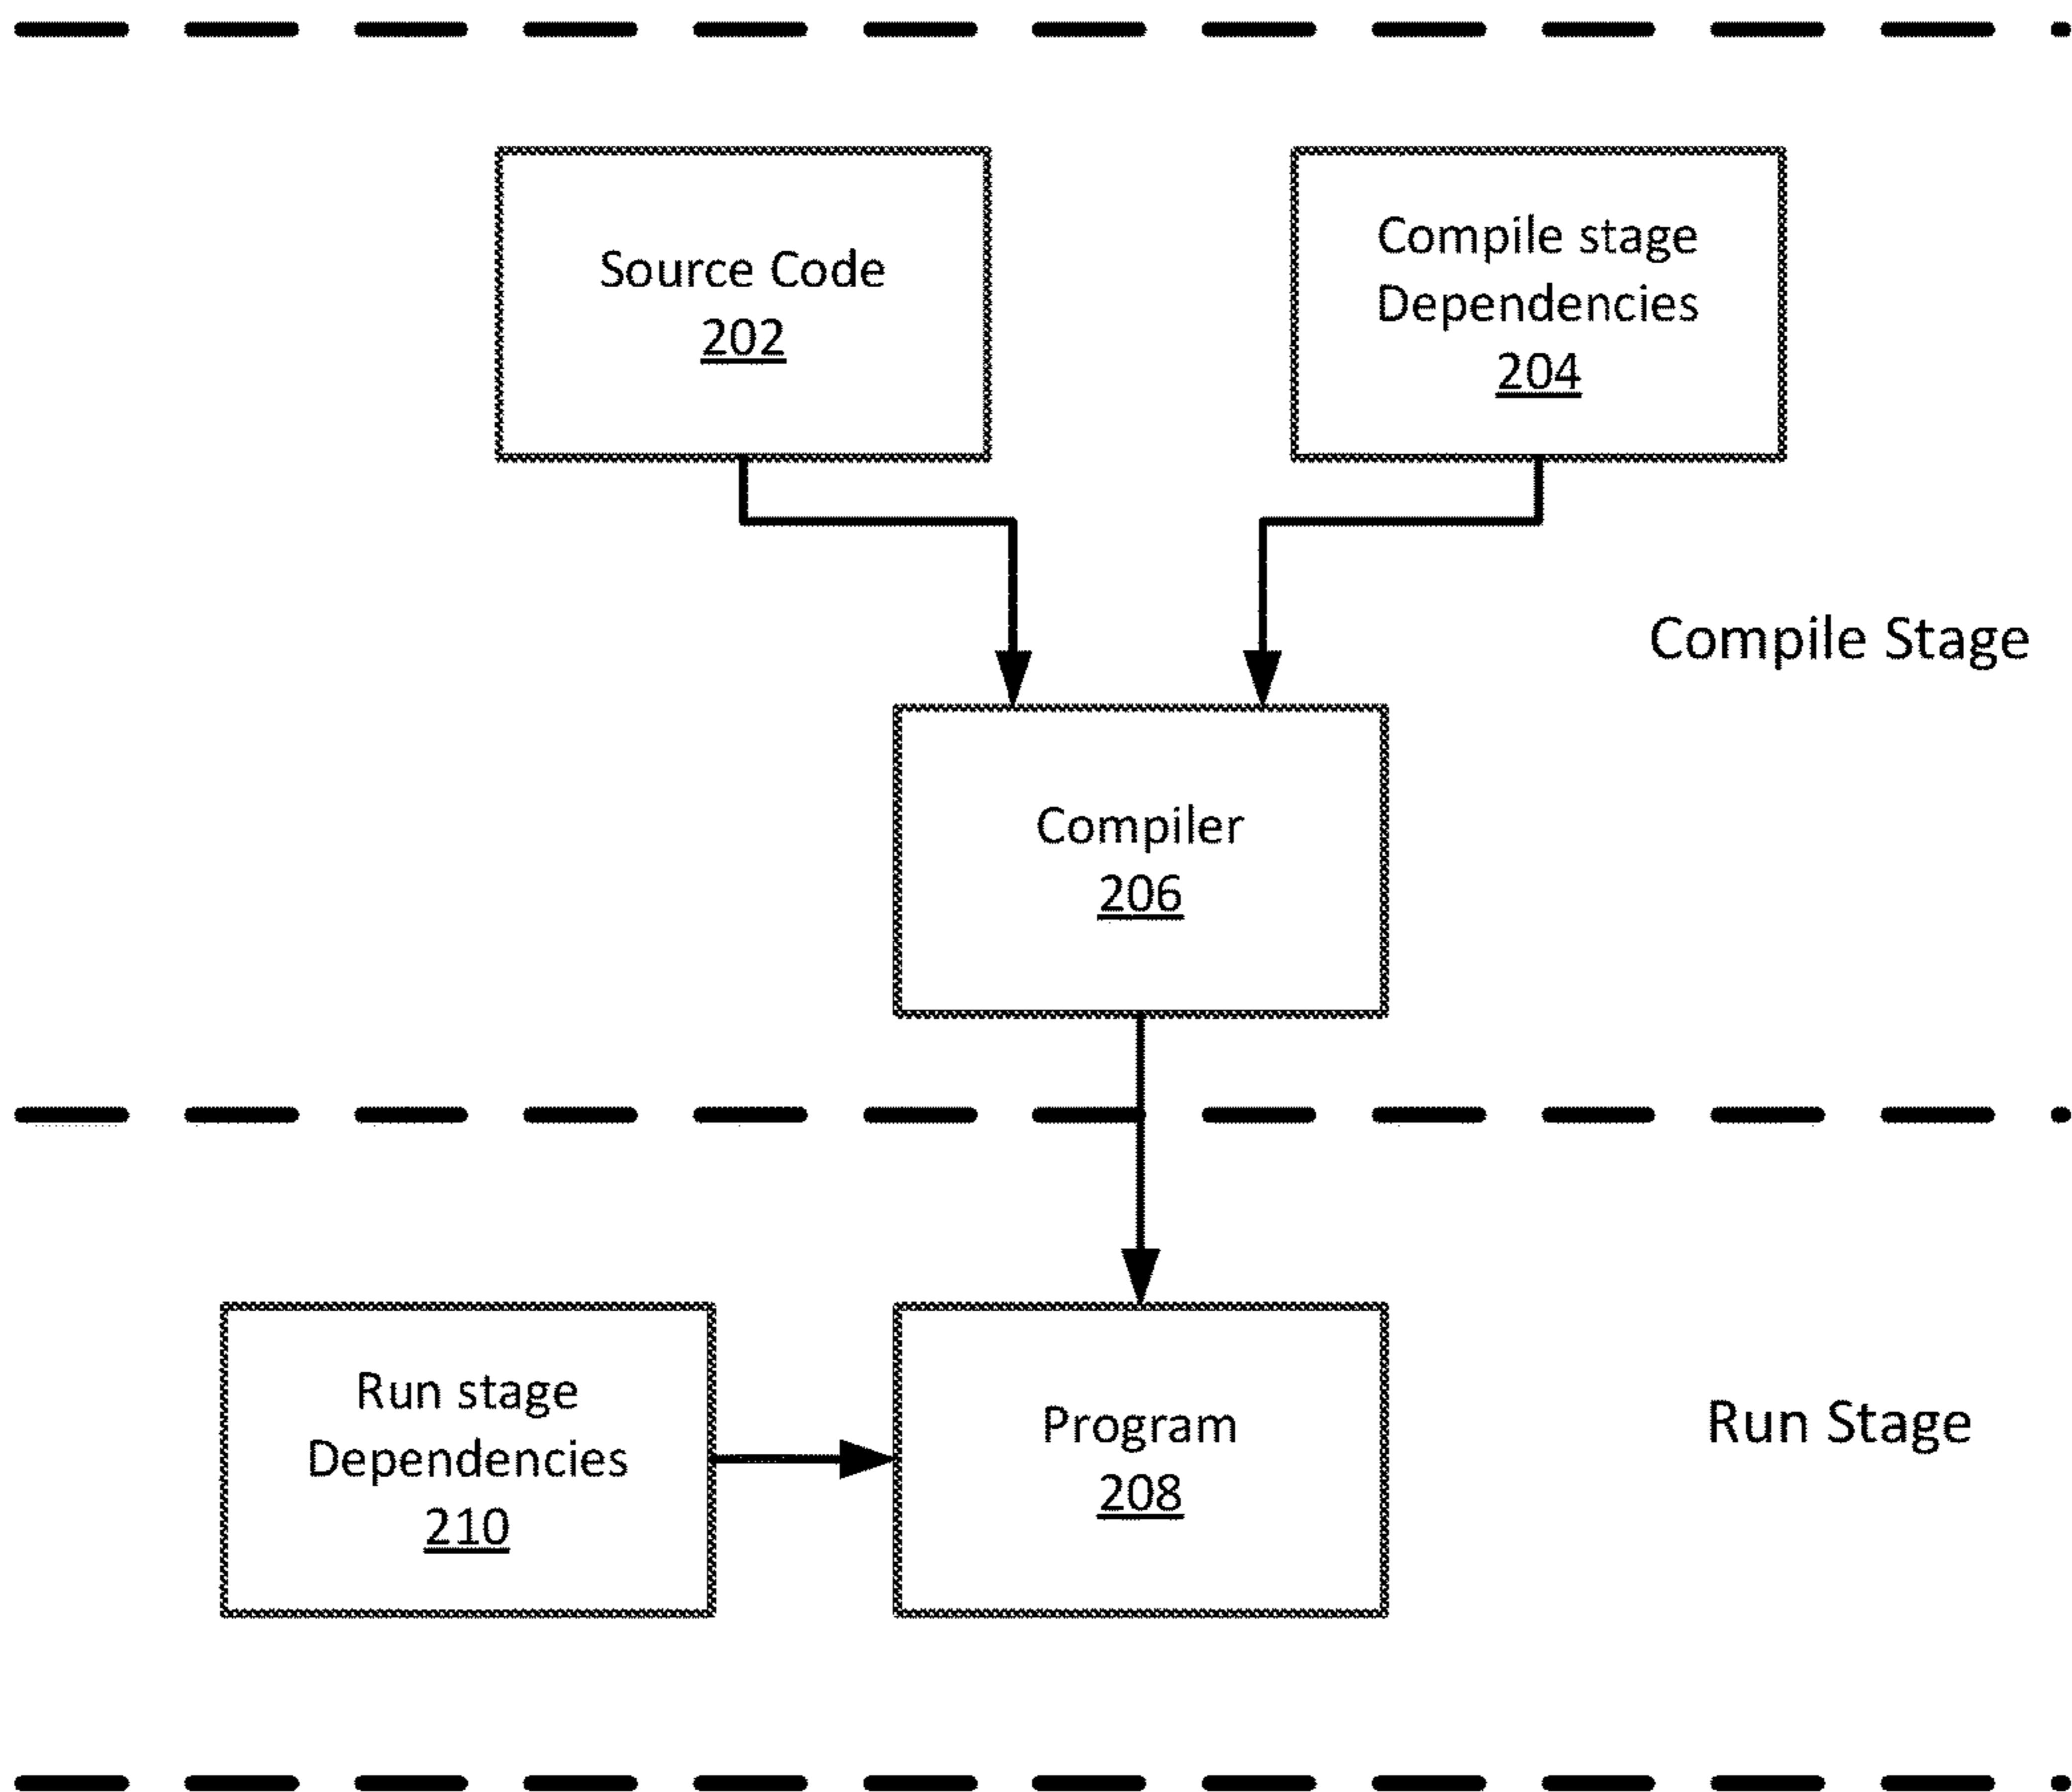 Source Code
202
Compile stage
Dependencies
204
Compile Stage
Compiler
206
Run stage
Dependencies
210
Program
208
Run Stage